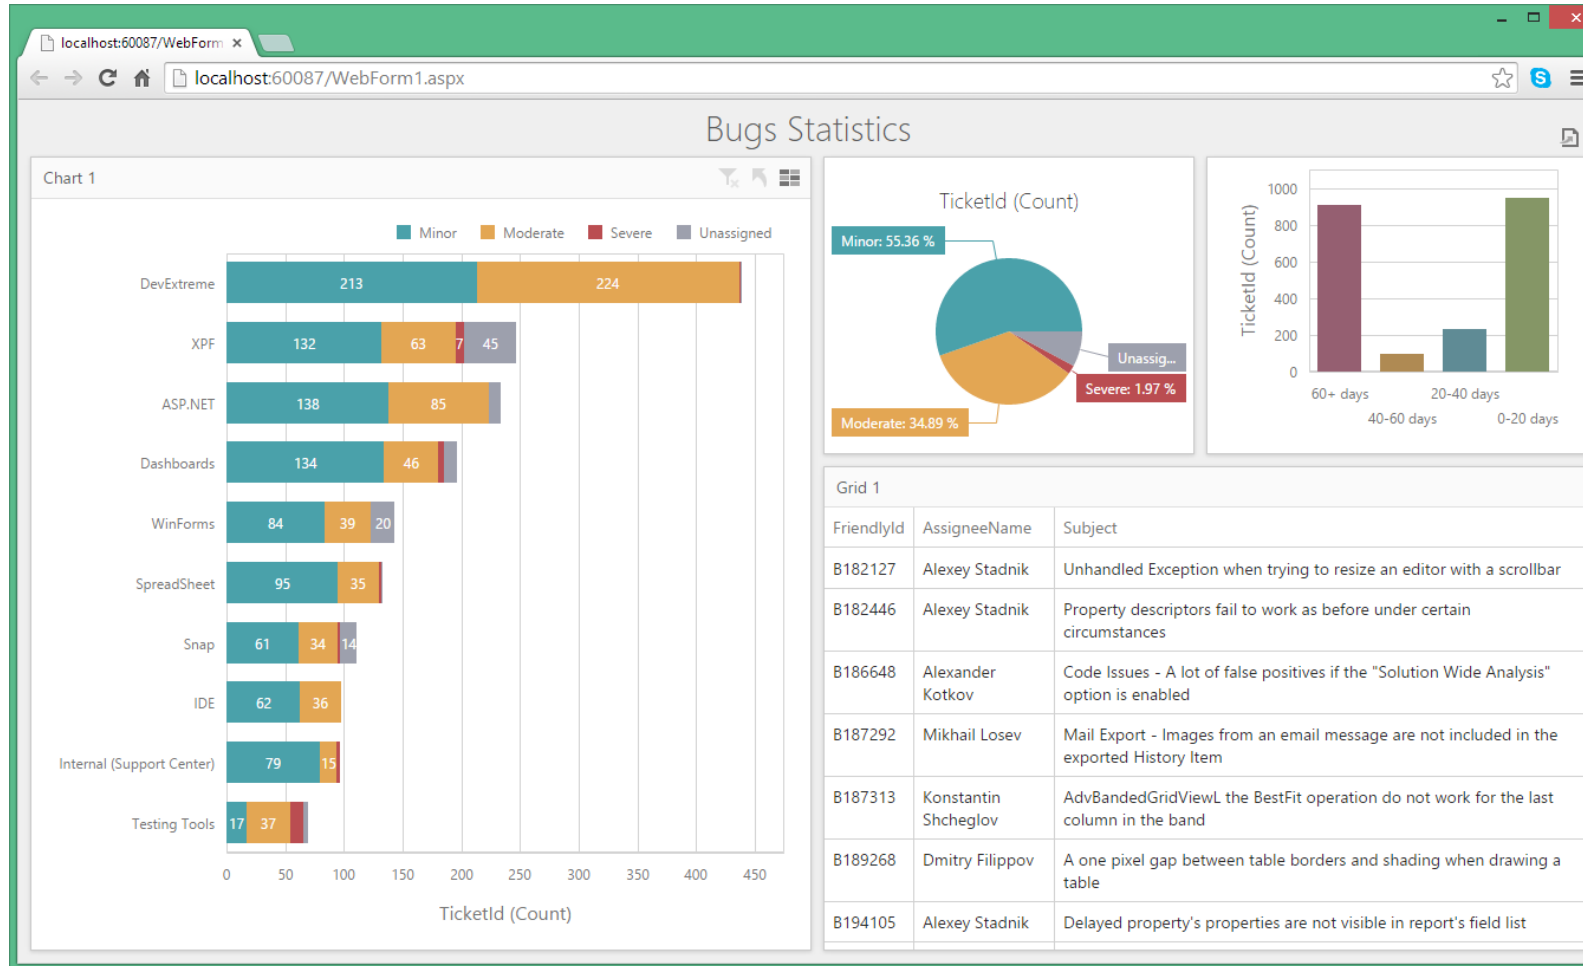 localhost:60087/WebForm
localhost:60087/WebForm1.aspx
Bugs Statistics
Chart 1
Minor Moderate Severe Unassigned
DevExtreme 213 224
XPF 132 63 7 45
ASP.NET 138 85
Dashboards 134 46
WinForms 84 39 20
SpreadSheet 95 35
Snap 61 34 14
IDE 62 36
Internal (Support Center) 79 15
Testing Tools 17 37
0 50 100 150 200 250 300 350 400 450
TicketId (Count)
TicketId (Count)
Minor: 55.36 %
Unassig...
Severe: 1.97 %
Moderate: 34.89 %
TicketId (Count)
1000
800
600
400
200
0
60+ days 20-40 days
40-60 days 0-20 days
Grid 1
FriendlyId AssigneeName Subject
B182127 Alexey Stadnik Unhandled Exception when trying to resize an editor with a scrollbar
B182446 Alexey Stadnik Property descriptors fail to work as before under certain
circumstances
B186648 Alexander Code Issues - A lot of false positives if the "Solution Wide Analysis"
Kotkov option is enabled
B187292 Mikhail Losev Mail Export - Images from an email message are not included in the
exported History Item
B187313 Konstantin AdvBandedGridViewL the BestFit operation do not work for the last
Shcheglov column in the band
B189268 Dmitry Filippov A one pixel gap between table borders and shading when drawing a
table
B194105 Alexey Stadnik Delayed property's properties are not visible in report's field list